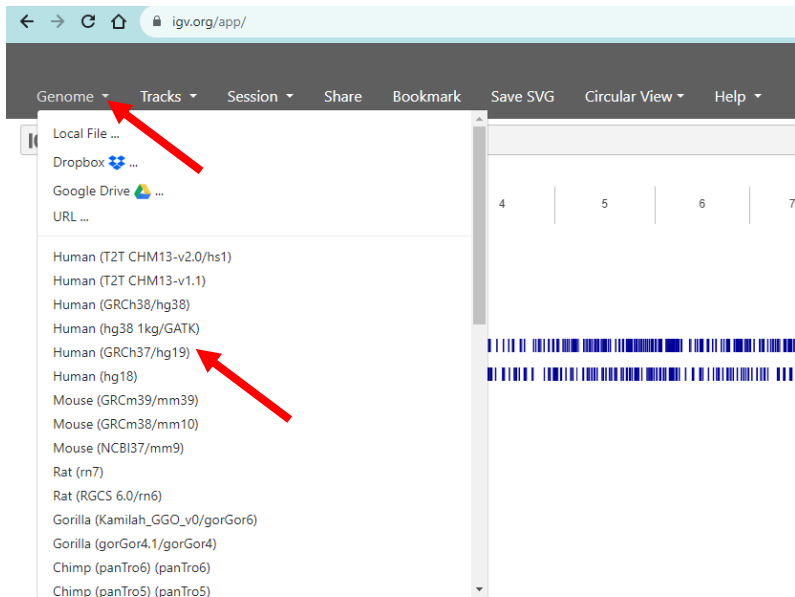 igv.org/app/
Genome Tracks Session Share Bookmark Save SVG Circular View Help
Local File ...
Dropbox ...
Google Drive ...
URL ...
4 5 6 7
Human (T2T CHM13-v2.0/hs1)
Human (T2T CHM13-v1.1)
Human (GRCh38/hg38)
Human (hg38 1kg/GATK)
Human (GRCh37/hg19)
Human (hg18)
Mouse (GRCm39/mm39)
Mouse (GRCm38/mm10)
Mouse (NCBI37/mm9)
Rat (rn7)
Rat (RGCS 6.0/rn6)
Gorilla (Kamilah_GGO_v0/gorGor6)
Gorilla (gorGor4.1/gorGor4)
Chimp (panTro6) (panTro6)
Chimp (panTro5) (panTro5)